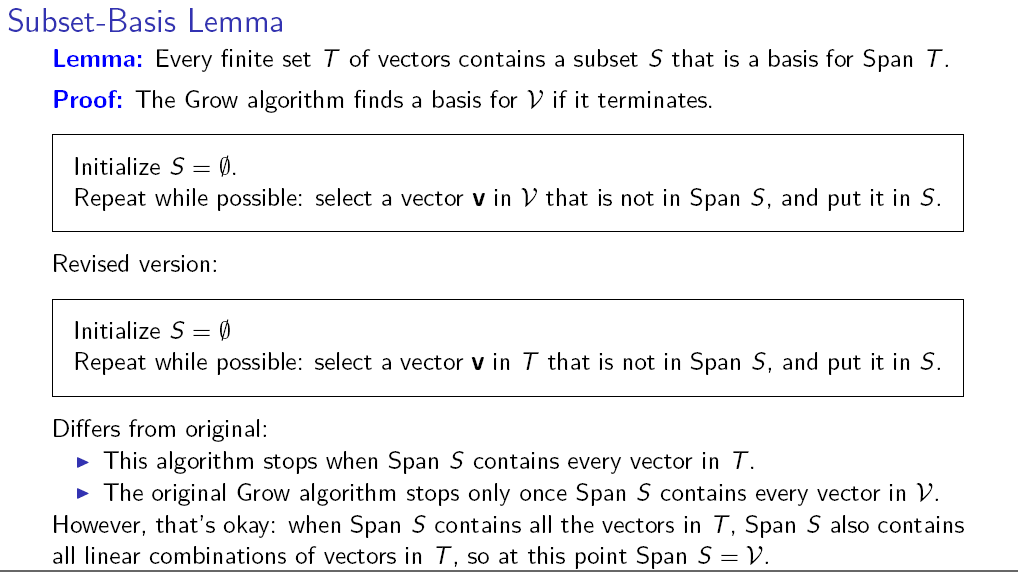 Subset-Basis Lemma
Lemma: Every finite set T of vectors contains a subset S that is a basis for Span T.
Proof: The Grow algorithm finds a basis for 𝒱 if it terminates.
Initialize S = ∅.
Repeat while possible: select a vector v in 𝒱 that is not in Span S, and put it in S.
Revised version:
Initialize S = ∅
Repeat while possible: select a vector v in T that is not in Span S, and put it in S.
Differs from original:
▶ This algorithm stops when Span S contains every vector in T.
▶ The original Grow algorithm stops only once Span S contains every vector in 𝒱.
However, that's okay: when Span S contains all the vectors in T, Span S also contains
all linear combinations of vectors in T, so at this point Span S = 𝒱.